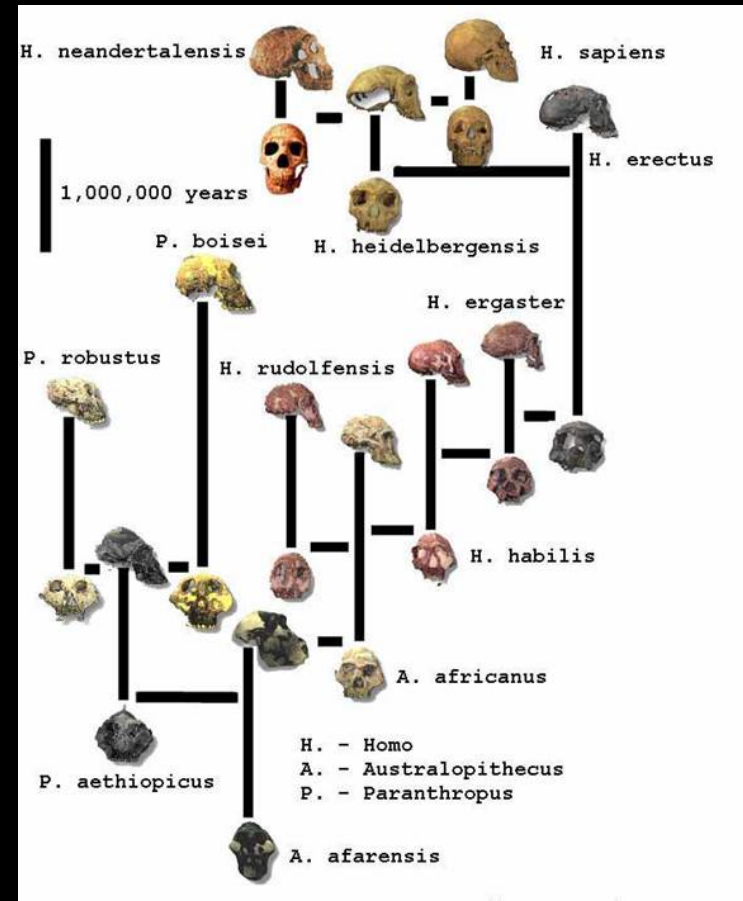 H. neandertalensis
H. sapiens
H. erectus
1,000,000 years
P. boisei
H. heidelbergensis
H. ergaster
P. robustus
H. rudolfensis
H. habilis
A. africanus
H. - Homo
A. - Australopithecus
P. - Paranthropus
P. aethiopicus
A. afarensis